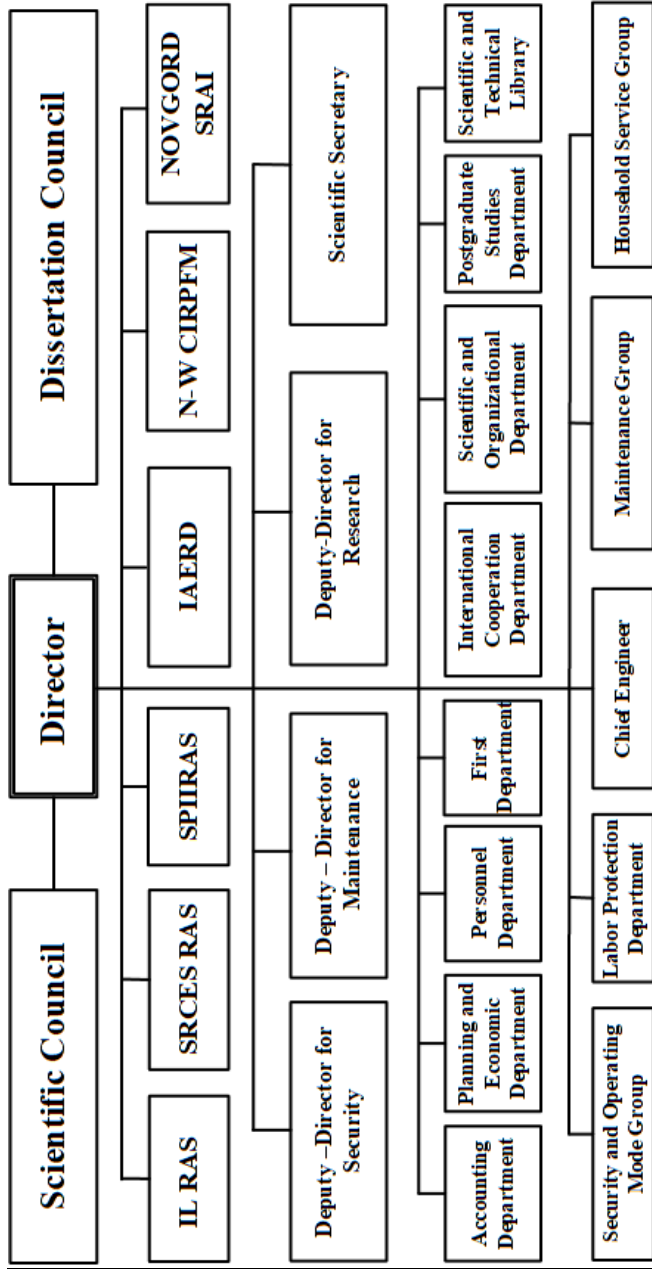 Scientific Council
Director
Dissertation Council
IL RAS
SRCES RAS
SPIIRAS
IAERD
N-W CIRPFM
NOVGORD
SRAI
Deputy –Director for
Security
Deputy – Director for
Maintenance
Deputy-Director for
Research
Scientific Secretary
Accounting
Department
Planning and
Economic
Department
Personnel
Department
First
Department
International
Cooperation
Department
Scientific and
Organizational
Department
Postgraduate
Studies
Department
Scientific and
Technical
Library
Security and Operating
Mode Group
Labor Protection
Department
Chief Engineer
Maintenance Group
Household Service Group